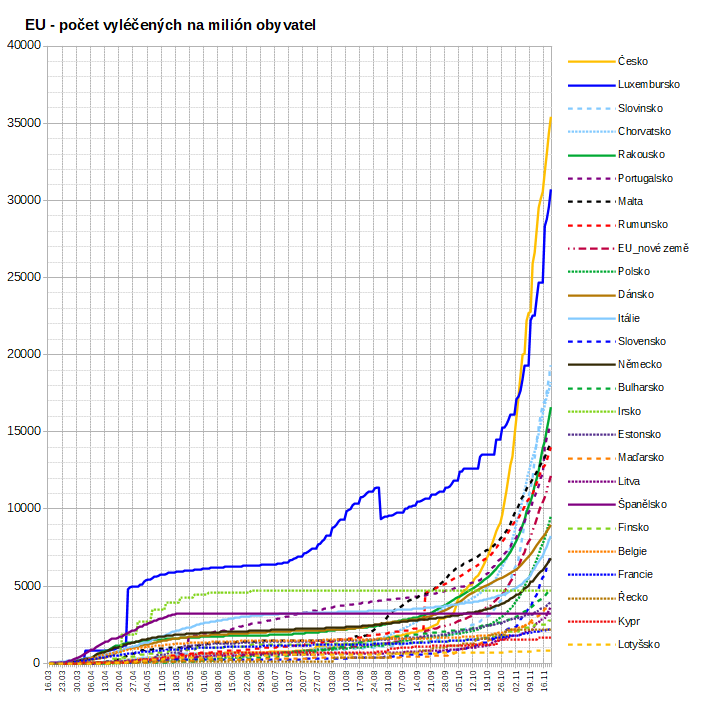 EU - počet vyléčených na milión obyvatel
40000
35000
30000
25000
20000
15000
10000
5000
0
16.03
23.03
30.03
06.04
13.04
20.04
27.04
04.05
11.05
18.05
25.05
01.06
08.06
15.06
22.06
29.06
06.07
13.07
20.07
27.07
03.08
10.08
17.08
24.08
31.08
07.09
14.09
21.09
28.09
05.10
12.10
19.10
26.10
02.11
09.11
16.11
Česko
Luxembursko
Slovinsko
Chorvatsko
Rakousko
Portugalsko
Malta
Rumunsko
EU_nové země
Polsko
Dánsko
Itálie
Slovensko
Německo
Bulharsko
Irsko
Estonsko
Maďarsko
Litva
Španělsko
Finsko
Belgie
Francie
Řecko
Kypr
Lotyšsko